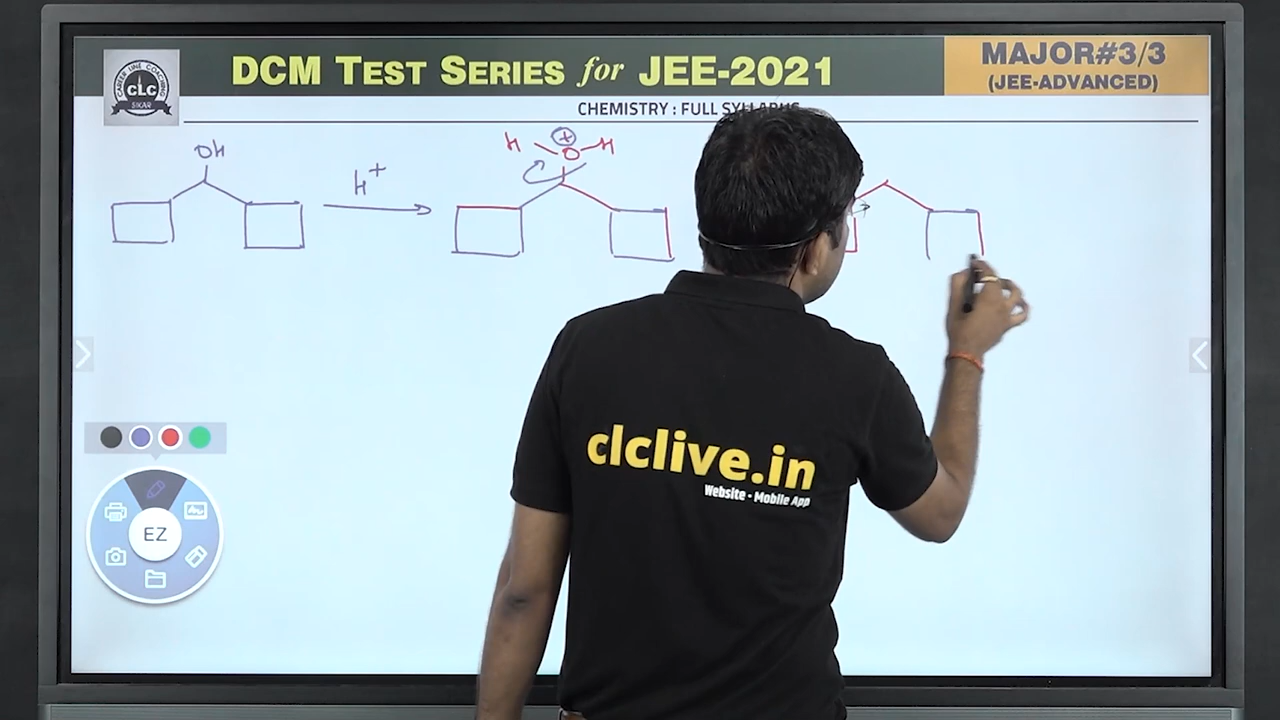 DCM TEST SERIES for JEE-2021
MAJOR#3/3
(JEE-ADVANCED)
CAREER LINE COACHING
CLC
SIKAR
CHEMISTRY : FULL SYLLABUS
OH
H+
H O H
+
EZ
clclive.in
Website - Mobile App